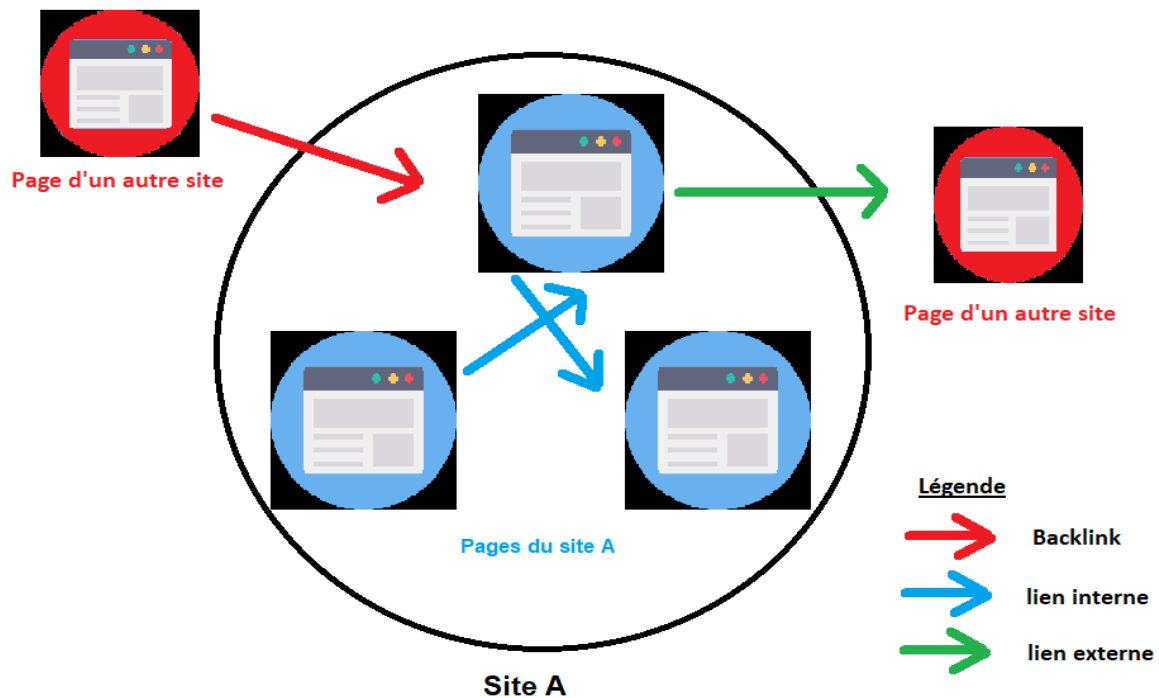 Page d'un autre site
Page d'un autre site
Pages du site A
Site A
Légende
Backlink
lien interne
lien externe